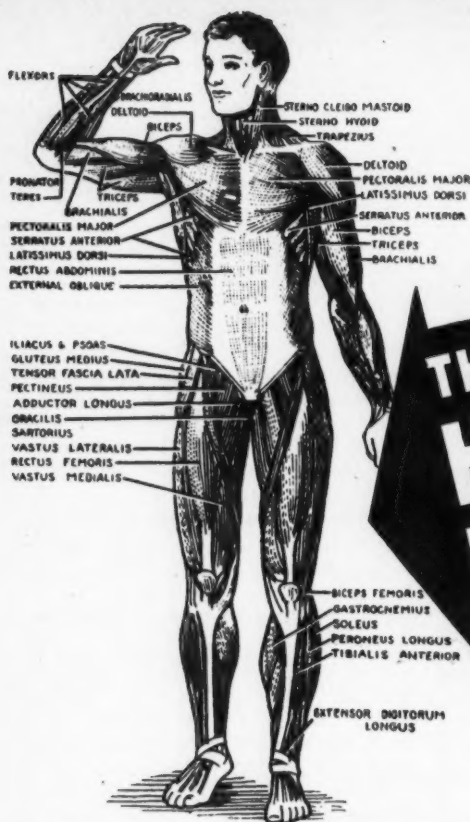 FLEXORS
BRACHIORADIALIS
DELTOID
BICEPS
PRONATOR
TERES
TRICEPS
BRACHIALIS
PECTORALIS MAJOR
SERRATUS ANTERIOR
LATISSIMUS DORSI
RECTUS ABDOMINIS
EXTERNAL OBLIQUE
ILIACUS & PSOAS
GLUTEUS MEDIUS
TENSOR FASCIA LATA
PECTINEUS
ADDUCTOR LONGUS
GRACILIS
SARTORIUS
VASTUS LATERALIS
RECTUS FEMORIS
VASTUS MEDIALIS
STERNO CLEIBO MASTOID
STERNO HYOID
TRAPEZIUS
DELTOID
PECTORALIS MAJOR
LATISSIMUS DORSI
SERRATUS ANTERIOR
BICEPS
TRICEPS
BRACHIALIS
BICEPS FEMORIS
GASTROCNEMIUS
SOLEUS
PERONEUS LONGUS
TIBIALIS ANTERIOR
EXTENSOR DIGITORUM
LONGUS